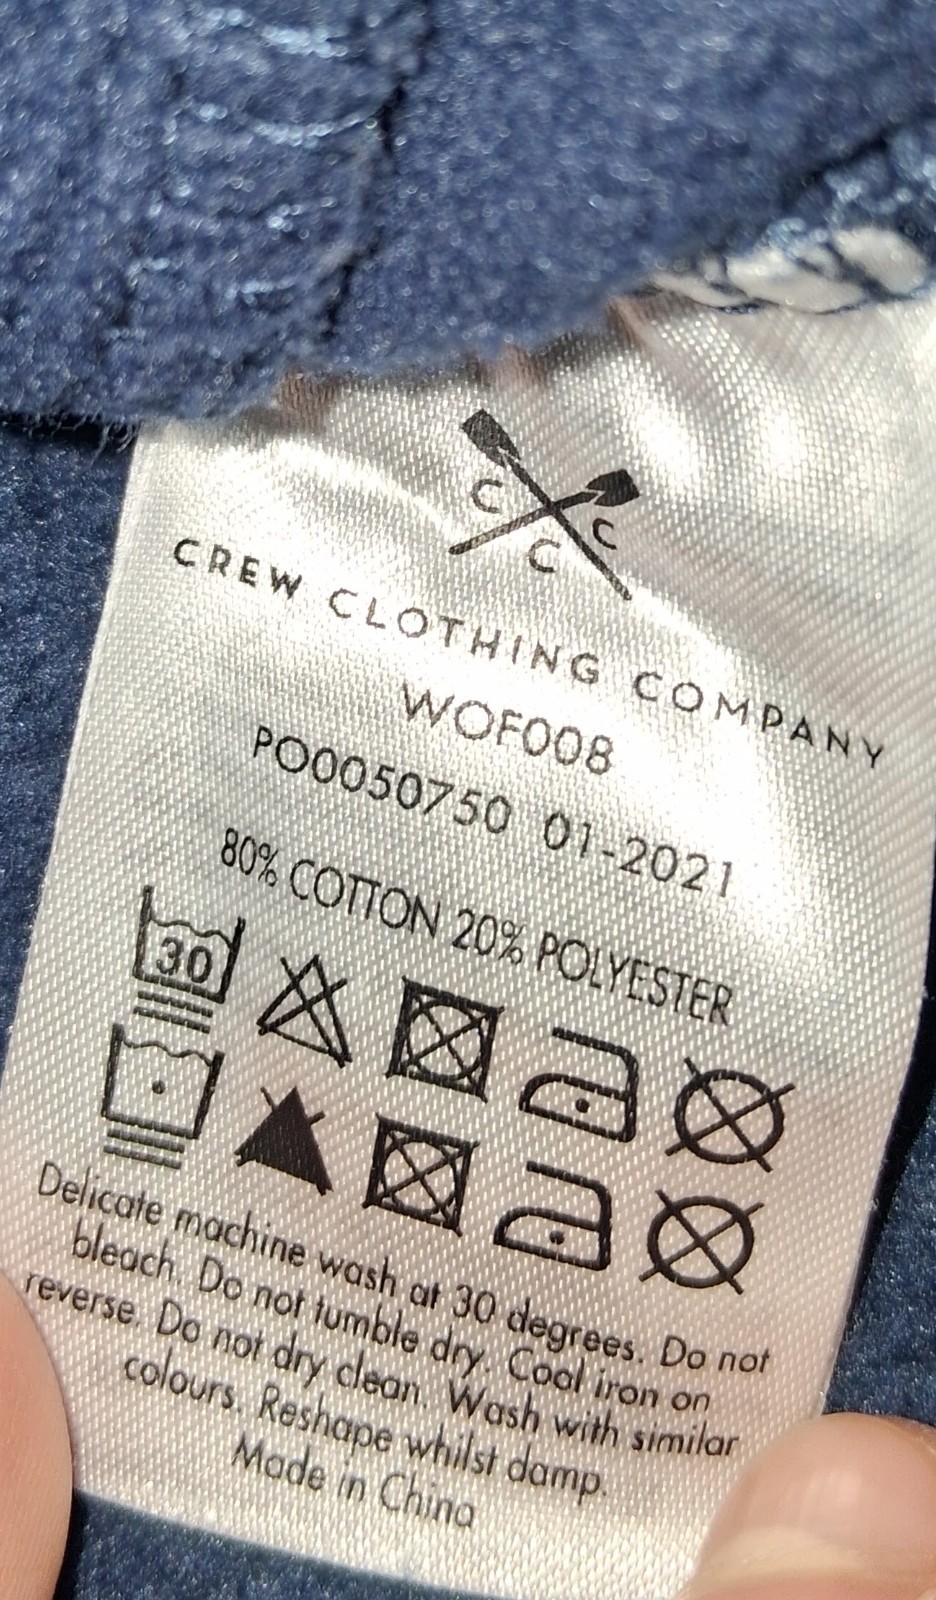 C C
C
CREW CLOTHING COMPANY
WOF008
PO0050750 01-2021
80% COTTON 20% POLYESTER
30
Delicate machine wash at 30 degrees. Do not
bleach. Do not tumble dry. Cool iron on
reverse. Do not dry clean. Wash with similar
colours. Reshape whilst damp.
Made in China